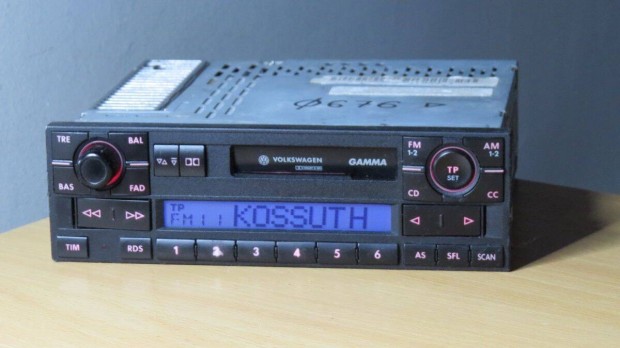 TRE BAL
BAS FAD
VOLKSWAGEN GAMMA
FM AM
1-2 1-2
TP
SET
CD CC
TP
FM11 KOSSUTH
TIM RDS 1 2 3 4 5 6 AS SFL SCAN